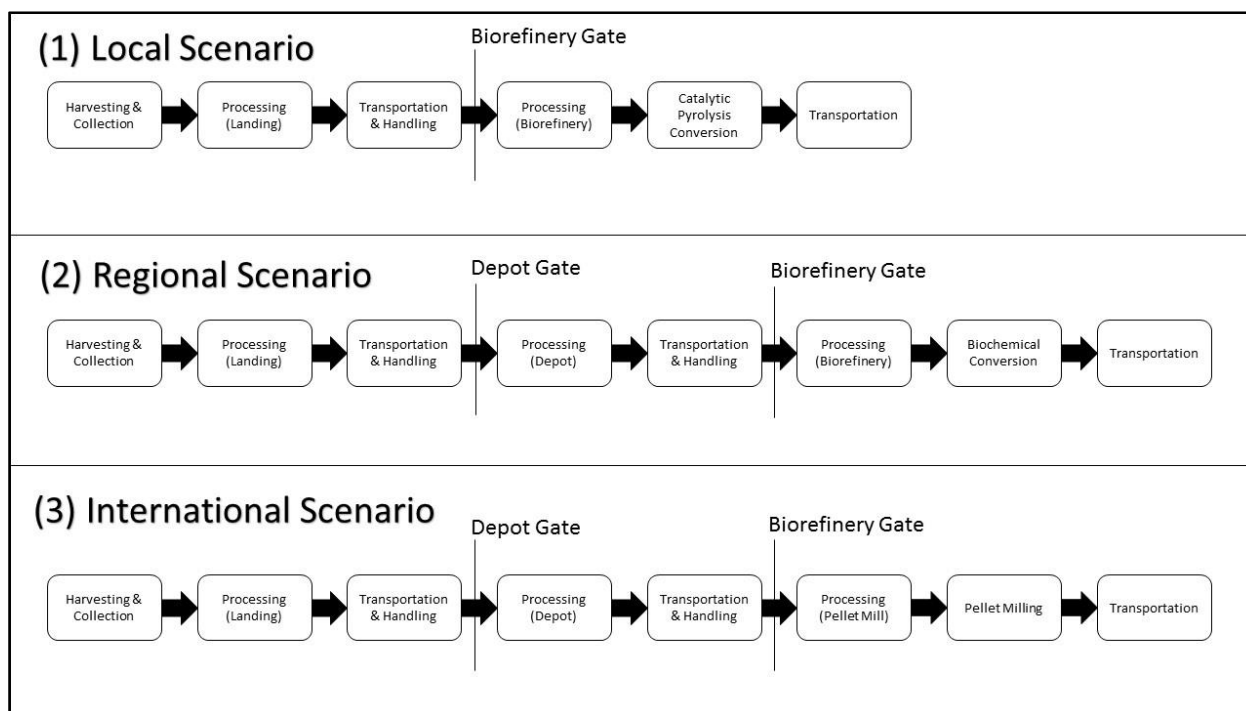 (1) Local Scenario
Biorefinery Gate
Harvesting &
Collection
Processing
(Landing)
Transportation
& Handling
Processing
(Biorefinery)
Catalytic
Pyrolysis
Conversion
Transportation
(2) Regional Scenario
Depot Gate
Biorefinery Gate
Harvesting &
Collection
Processing
(Landing)
Transportation
& Handling
Processing
(Depot)
Transportation
& Handling
Processing
(Biorefinery)
Biochemical
Conversion
Transportation
(3) International Scenario
Depot Gate
Biorefinery Gate
Harvesting &
Collection
Processing
(Landing)
Transportation
& Handling
Processing
(Depot)
Transportation
& Handling
Processing
(Pellet Mill)
Pellet Milling
Transportation